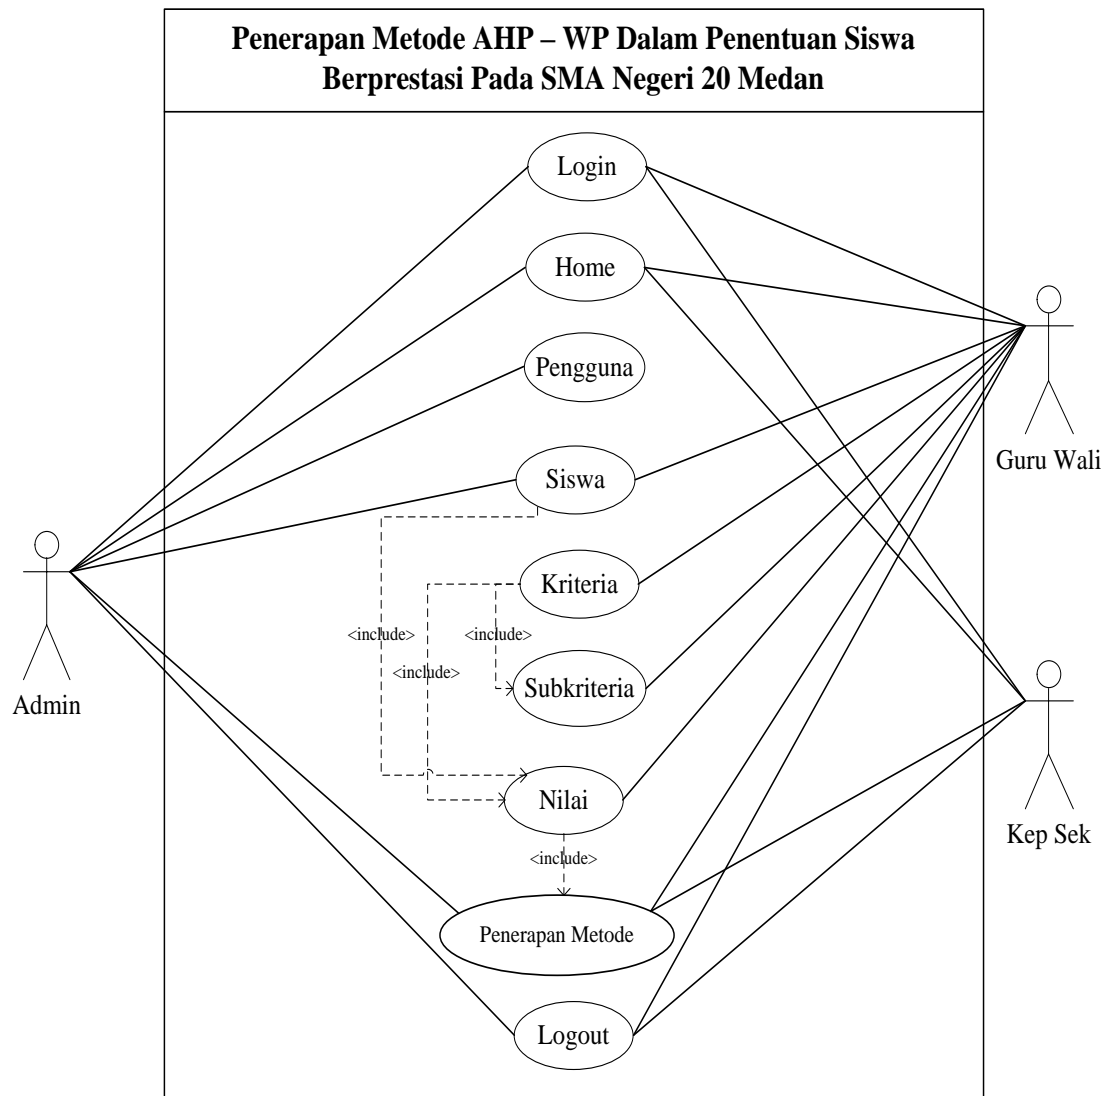 Penerapan Metode AHP – WP Dalam Penentuan Siswa
Berprestasi Pada SMA Negeri 20 Medan
Login
Home
Pengguna
Guru Wali
Siswa
Kriteria
<include>
<include>
<include>
Subkriteria
Admin
Nilai
Kep Sek
<include>
Penerapan Metode
Logout